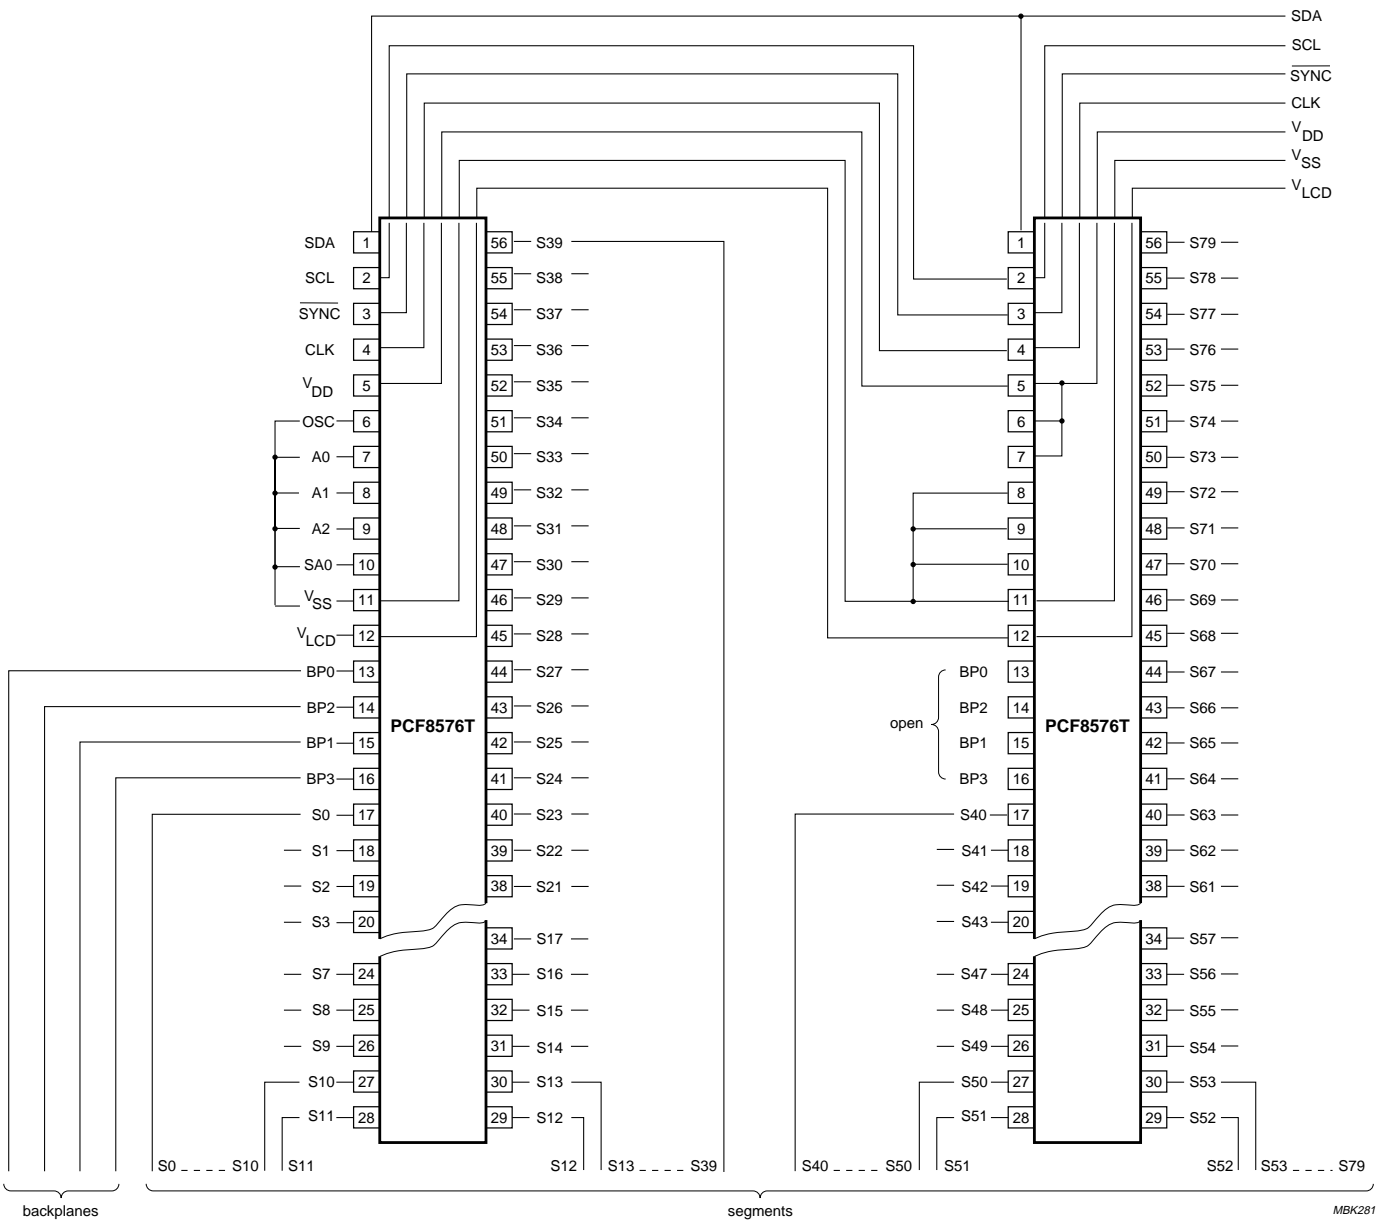 SDA
SCL
SYNC
CLK
VDD
VSS
VLCD
SDA 1 56 S39 1 56 S79
SCL 2 55 S38 2 55 S78
SYNC 3 54 S37 3 54 S77
CLK 4 53 S36 4 53 S76
VDD 5 52 S35 5 52 S75
OSC 6 51 S34 6 51 S74
A0 7 50 S33 7 50 S73
A1 8 49 S32 8 49 S72
A2 9 48 S31 9 48 S71
SA0 10 47 S30 10 47 S70
VSS 11 46 S29 11 46 S69
VLCD 12 45 S28 12 45 S68
BP0 13 44 S27 BP0 13 44 S67
BP2 14 43 S26 BP2 14 43 S66
PCF8576T open PCF8576T
BP1 15 42 S25 BP1 15 42 S65
BP3 16 41 S24 BP3 16 41 S64
S0 17 40 S23 S40 17 40 S63
S1 18 39 S22 S41 18 39 S62
S2 19 38 S21 S42 19 38 S61
S3 20 S43 20
34 S17 34 S57
S7 24 33 S16 S47 24 33 S56
S8 25 32 S15 S48 25 32 S55
S9 26 31 S14 S49 26 31 S54
S10 27 30 S13 S50 27 30 S53
S11 28 29 S12 S51 28 29 S52
S0 S10 S11 S12 S13 S39 S40 S50 S51 S52 S53 S79
backplanes segments MBK281